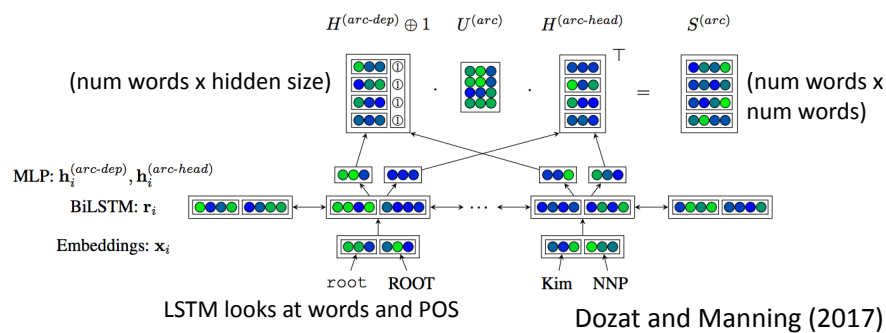 H^(arc-dep) ⊕ 1 U^(arc) H^(arc-head) S^(arc)
⊤
(num words x hidden size)
1
· · =
(num words x
num words)
1
1
1
MLP: h_i^(arc-dep), h_i^(arc-head)
BiLSTM: r_i
...
Embeddings: x_i
root ROOT Kim NNP
LSTM looks at words and POS
Dozat and Manning (2017)